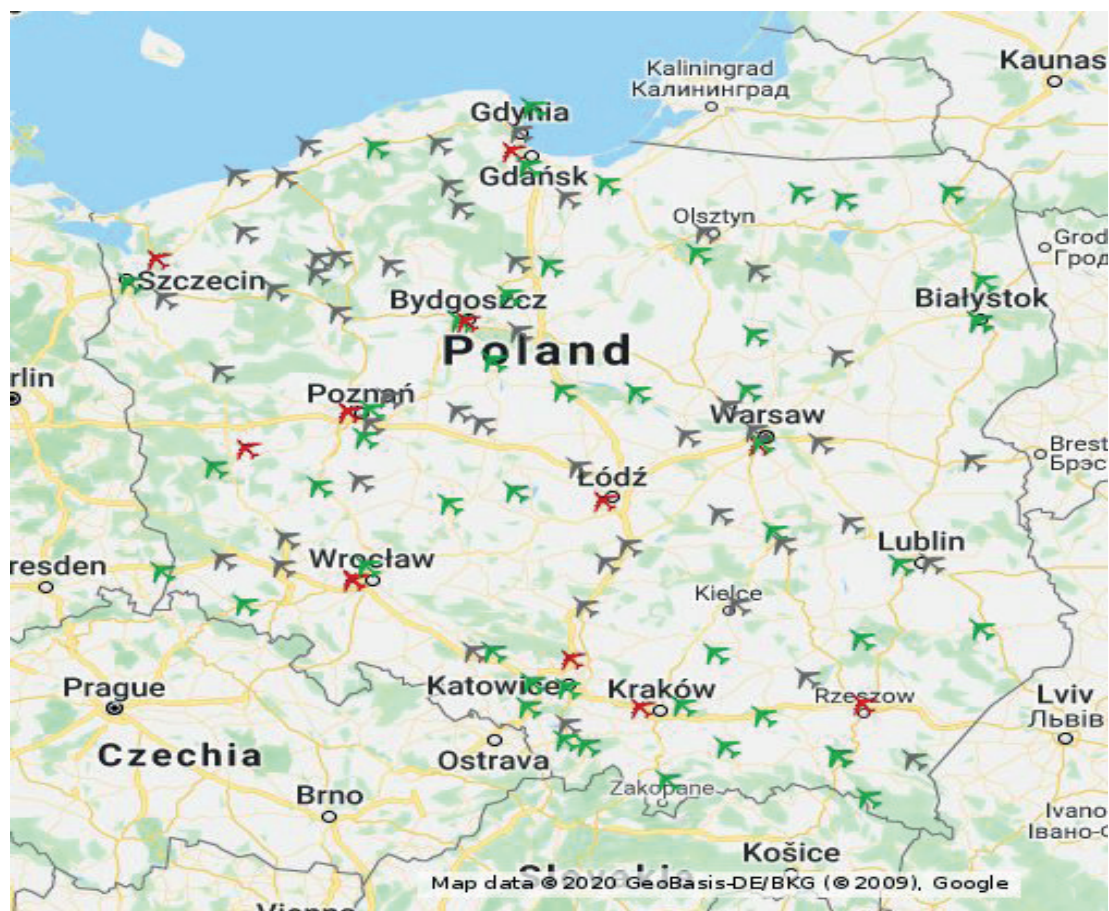 Kaunas
Kaliningrad
Калининград
Gdynia
Gdańsk
Olsztyn
Grod
Грод
Szczecin
Bydgoszcz
Białystok
Poland
rlin
Poznań
Warsaw
Brest
Брэс
Łódź
Wrocław
Lublin
resden
Kielce
Prague
Katowice
Kraków
Rzeszow
Lviv
Львів
Czechia
Ostrava
Zakopane
Brno
Ivano
Івано-Ф
Košice
Slovakia
Map data © 2020 GeoBasis-DE/BKG (© 2009), Google